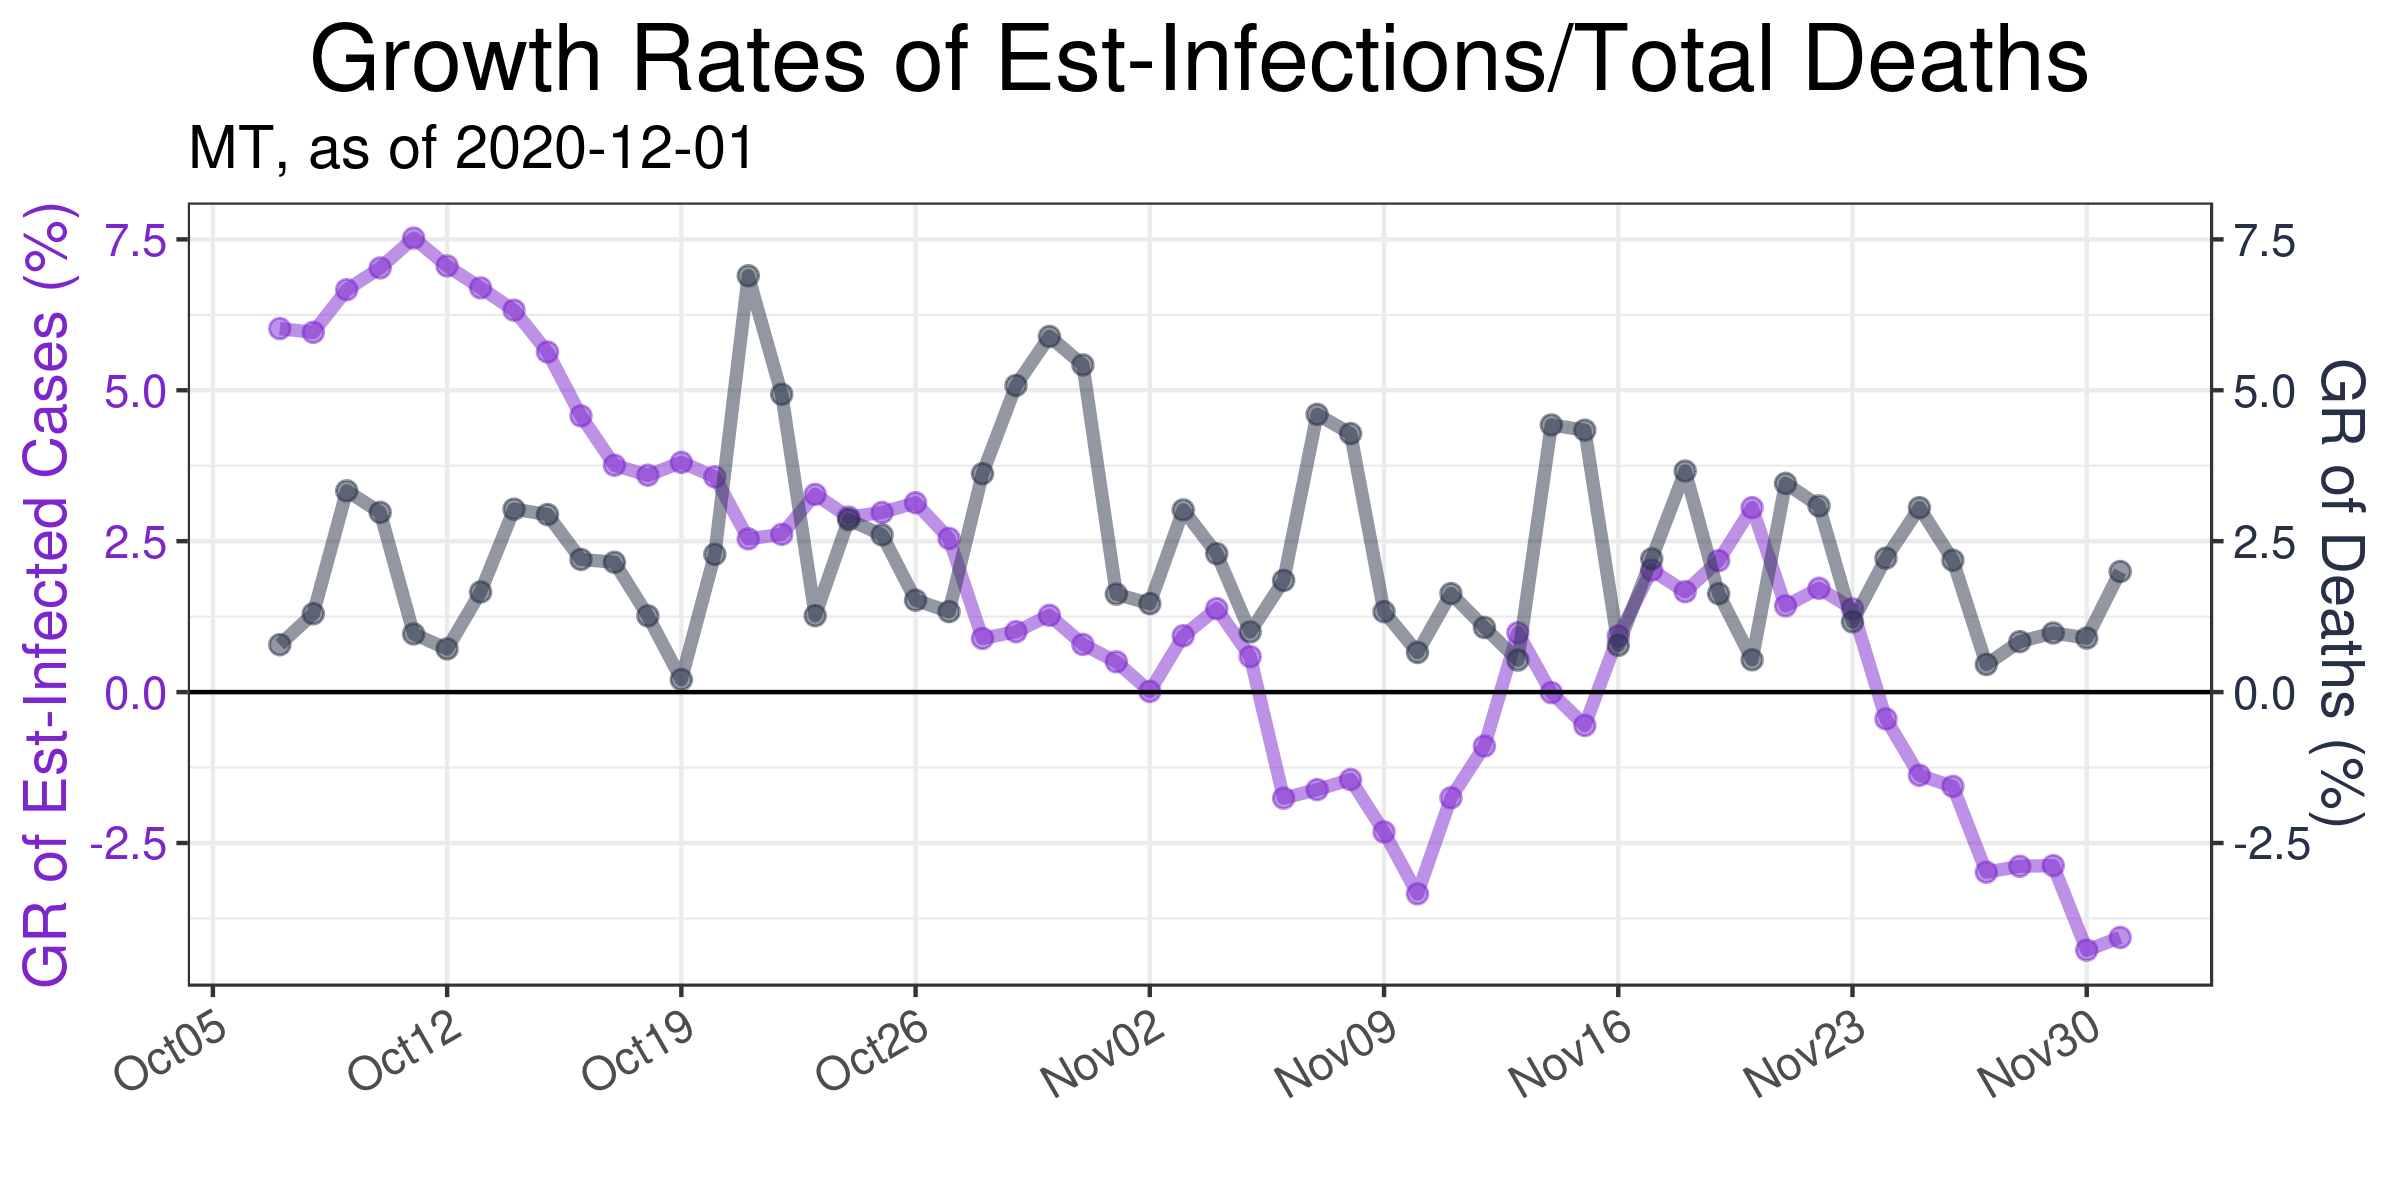 Growth Rates of Est-Infections/Total Deaths
MT, as of 2020-12-01
GR of Est-Infected Cases (%)
7.5
5.0
2.5
0.0
-2.5
7.5
5.0
2.5
0.0
-2.5
GR of Deaths (%)
Oct05
Oct12
Oct19
Oct26
Nov02
Nov09
Nov16
Nov23
Nov30